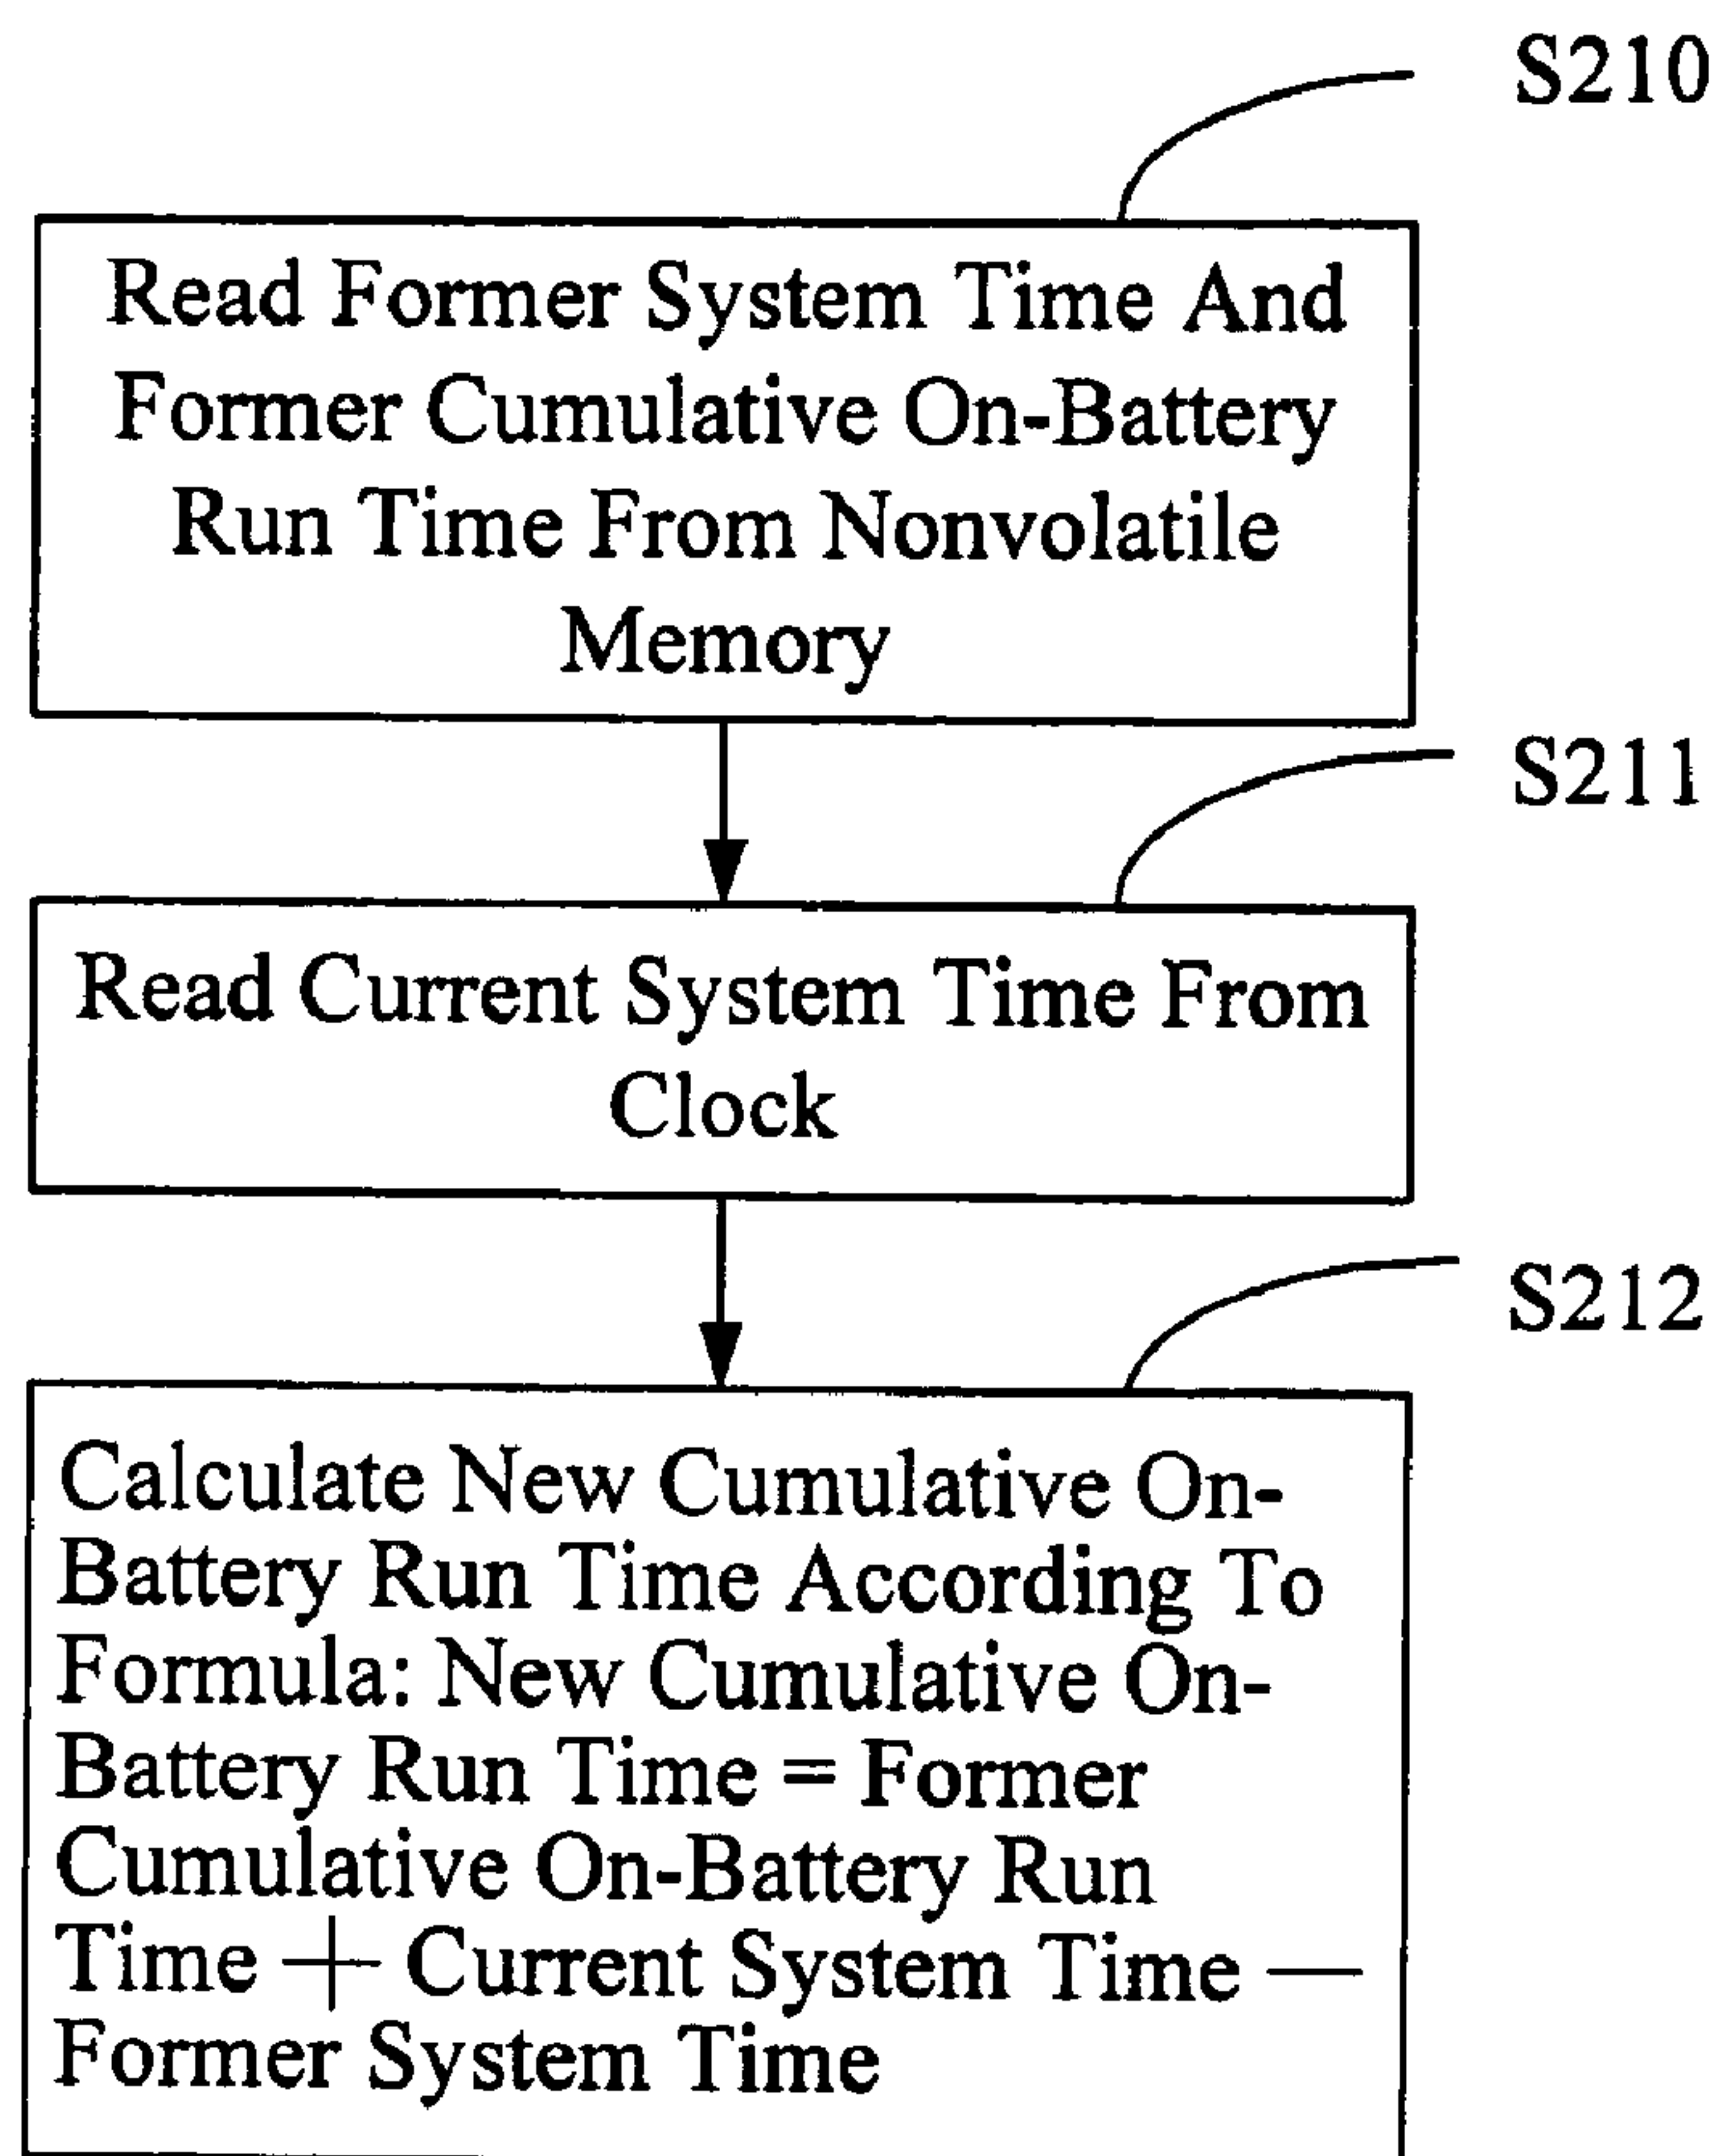 S210
Read Former System Time And
Former Cumulative On-Battery
Run Time From Nonvolatile
Memory
S211
Read Current System Time From
Clock
S212
Calculate New Cumulative On-
Battery Run Time According To
Formula: New Cumulative On-
Battery Run Time = Former
Cumulative On-Battery Run
Time + Current System Time —
Former System Time